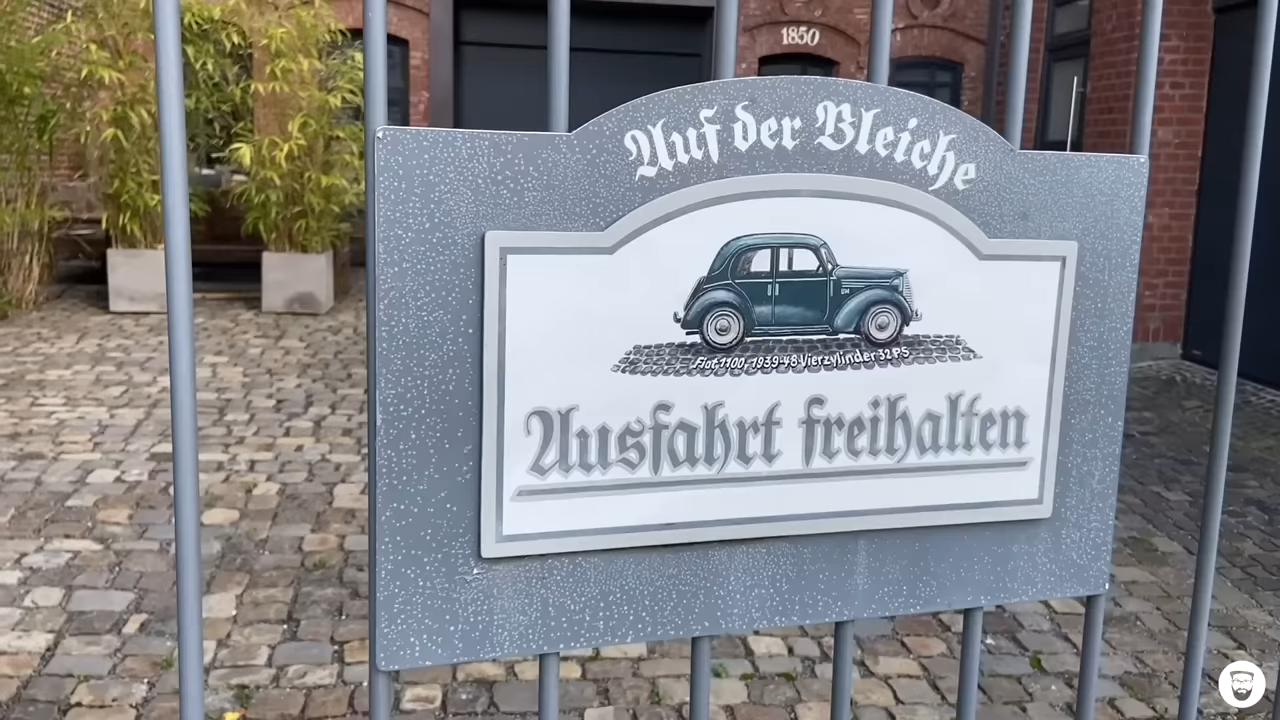 1850
Auf der Bleiche
Fiat 1100, 1939-48 Vierzylinder 32 PS
Ausfahrt freihalten